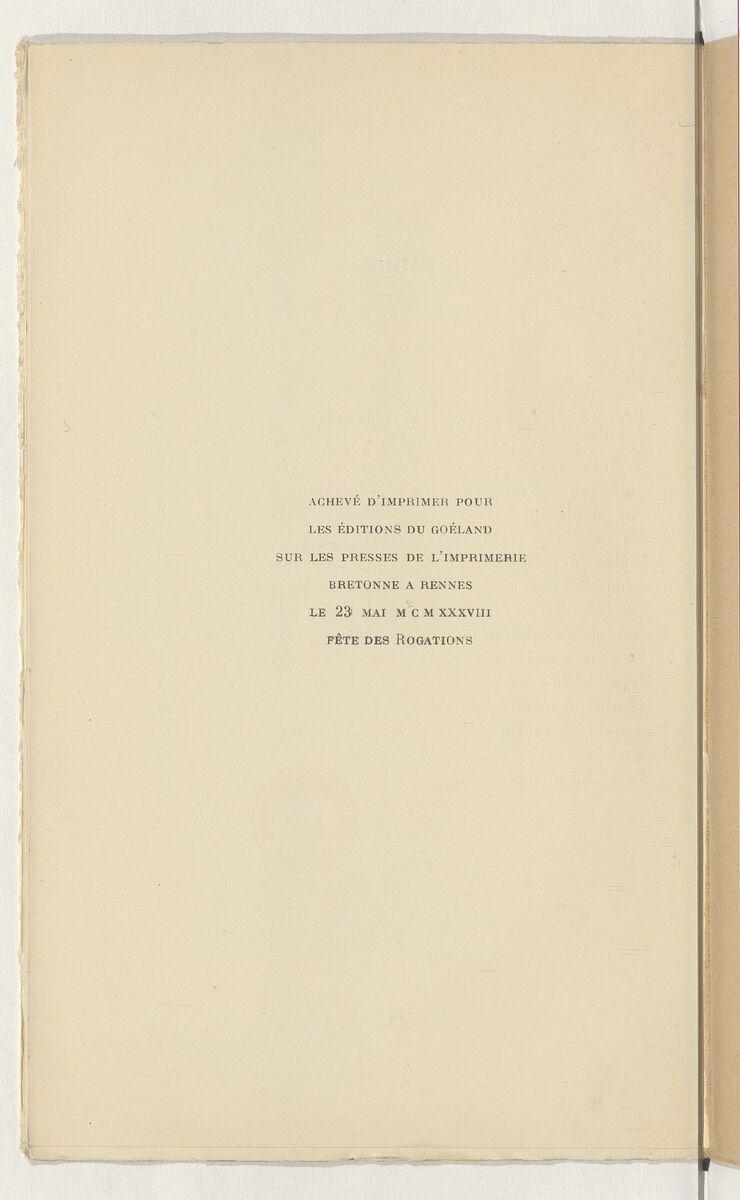 ACHEVÉ D'IMPRIMER POUR
LES ÉDITIONS DU GOÉLAND
SUR LES PRESSES DE L'IMPRIMERIE
BRETONNE A RENNES
LE 23 MAI MCMXXXVIII
FÊTE DES ROGATIONS